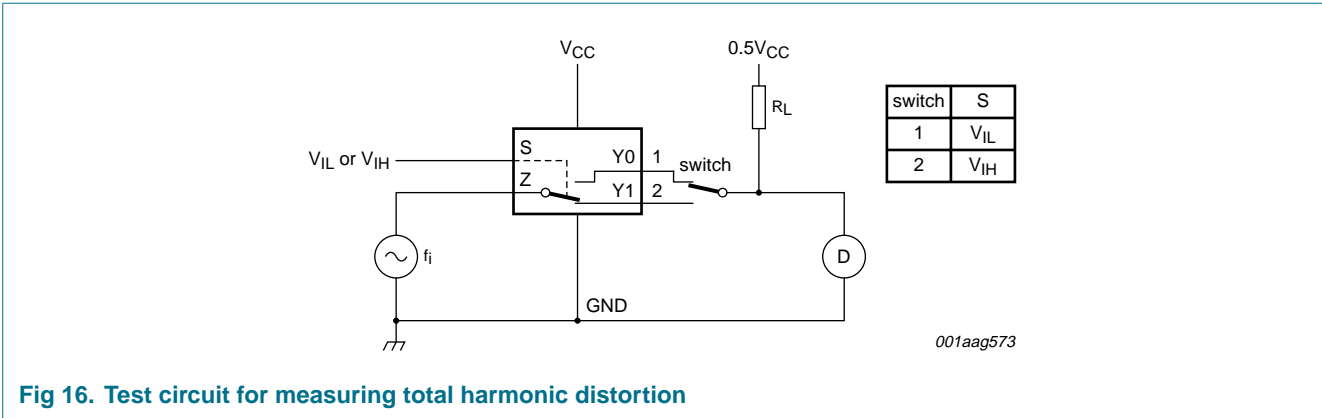 VCC
0.5VCC
RL
switch S
1 VIL
2 VIH
VIL or VIH
S
Y0 1
switch
Z
Y1 2
fi
D
GND
001aag573
Fig 16. Test circuit for measuring total harmonic distortion